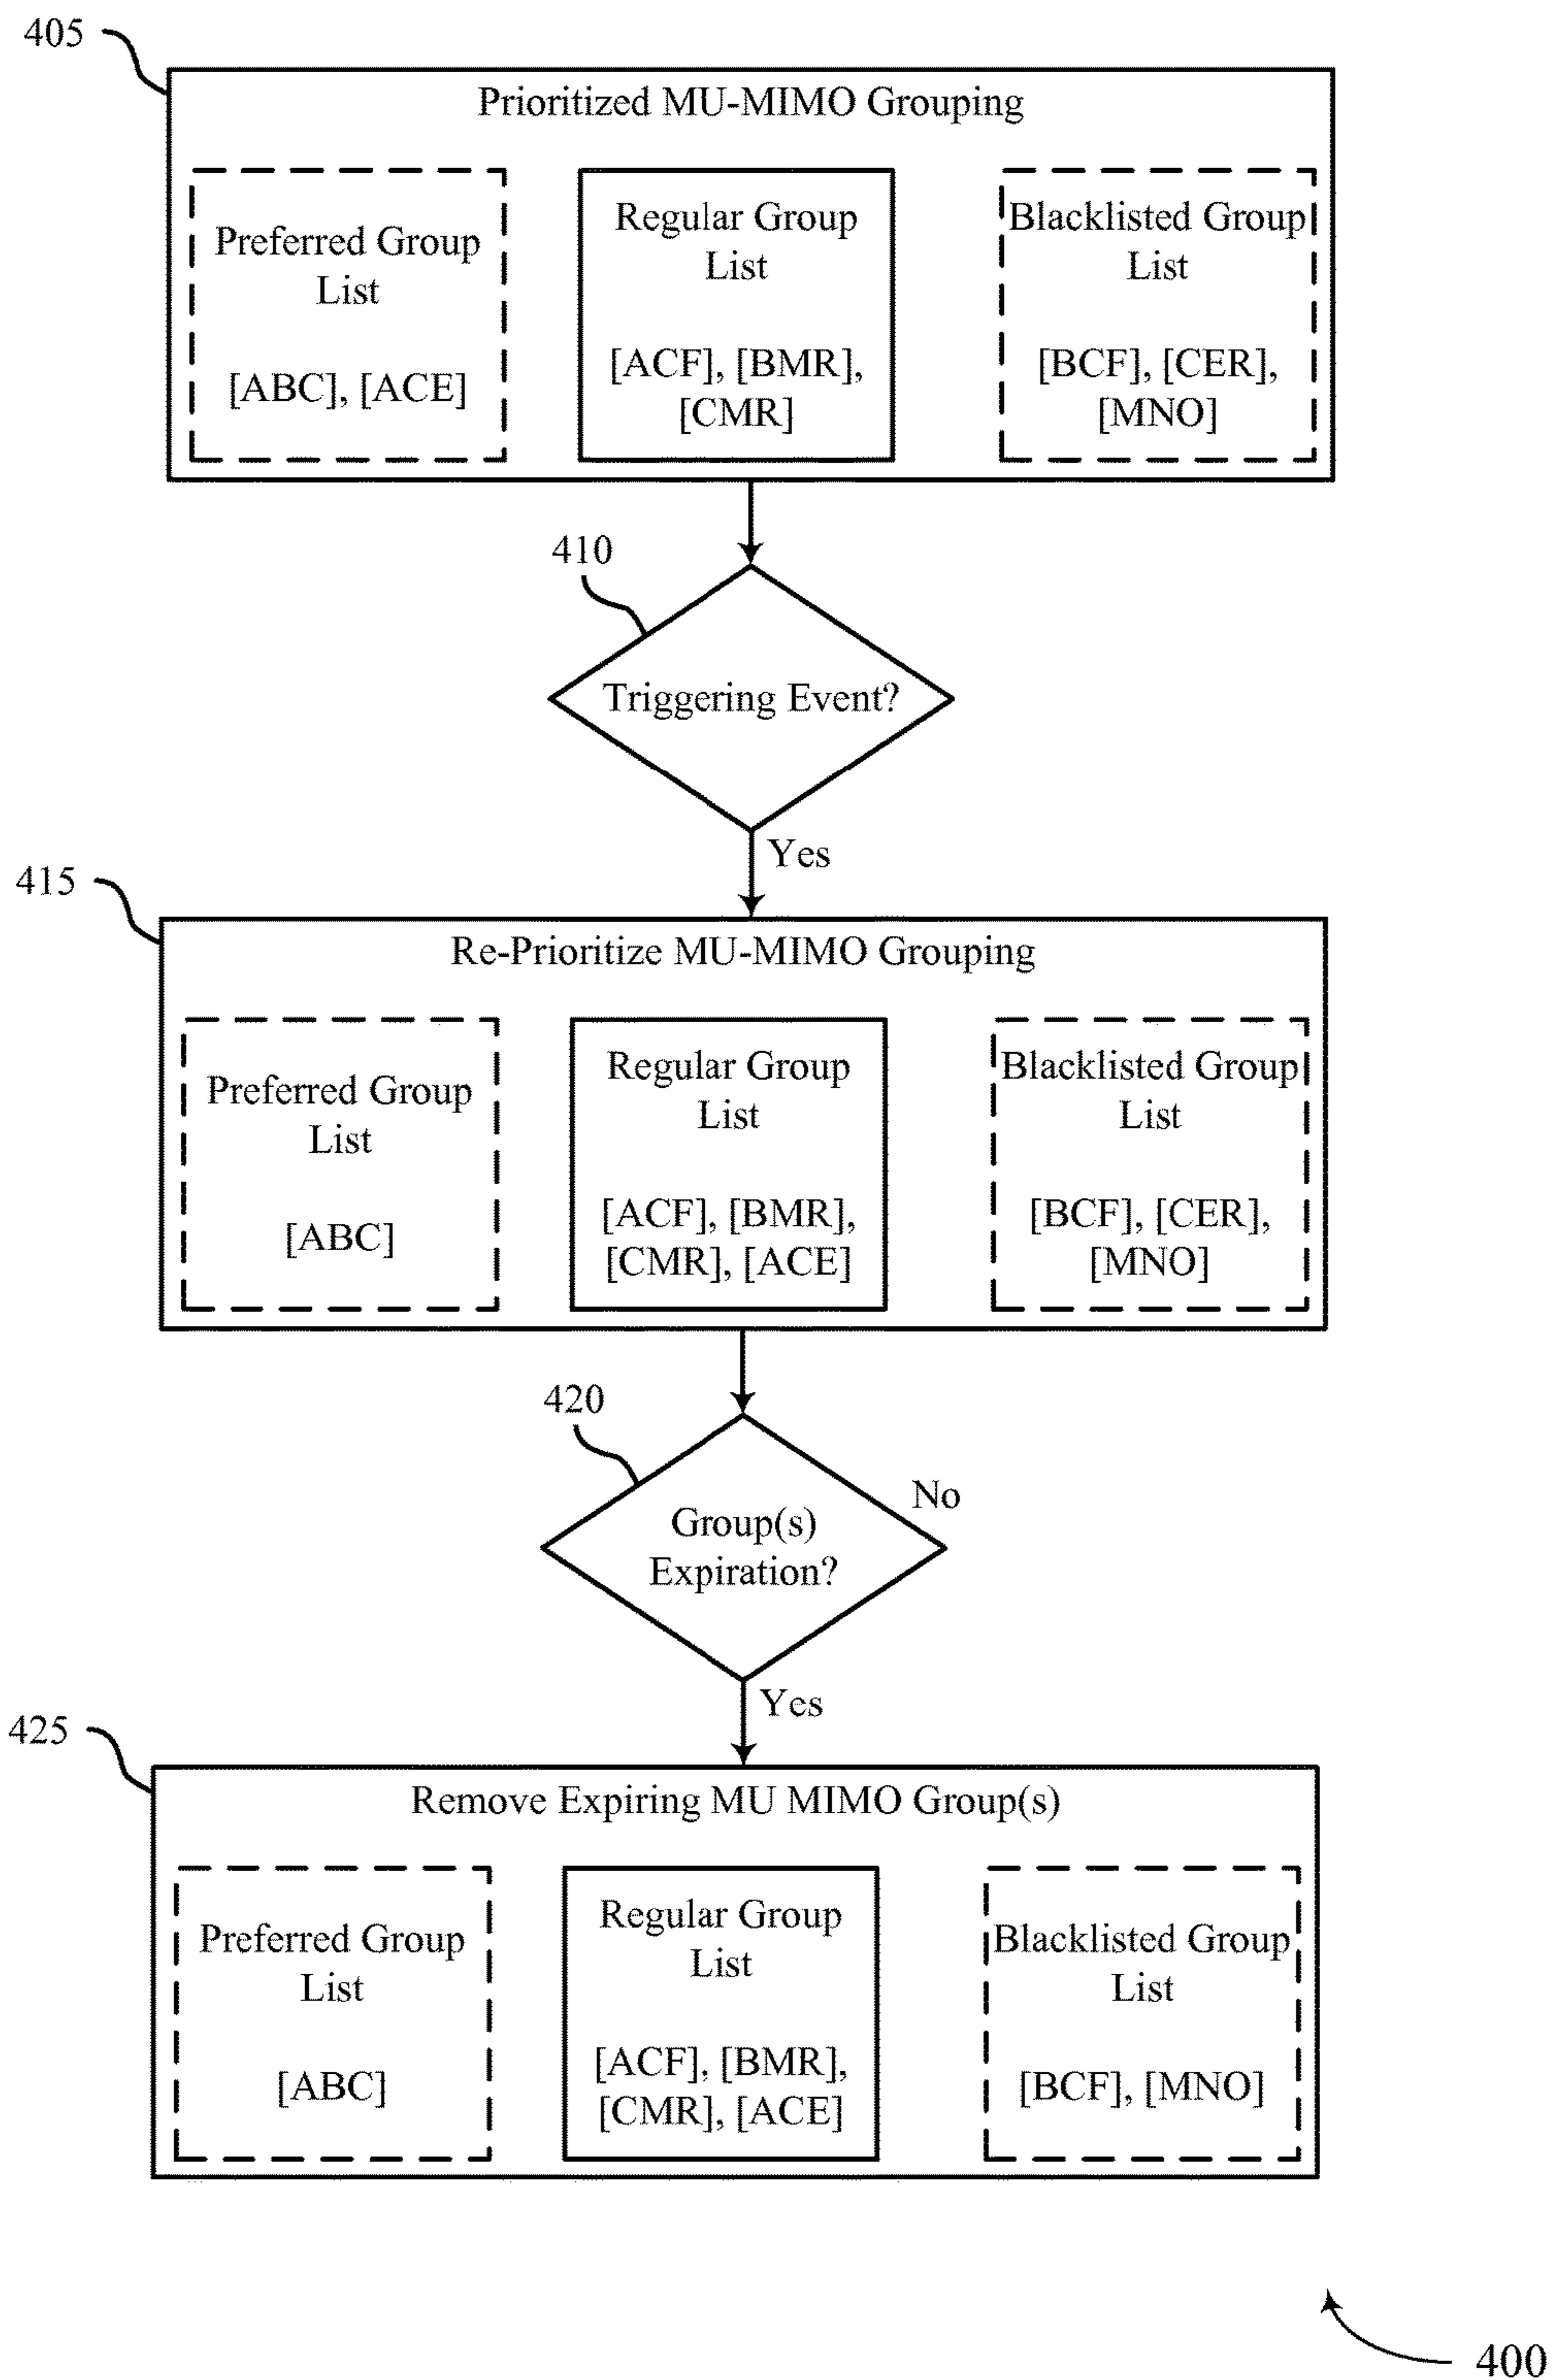 405
Prioritized MU-MIMO Grouping
Preferred Group
List
[ABC], [ACE]
Regular Group
List
[ACF], [BMR],
[CMR]
Blacklisted Group
List
[BCF], [CER],
[MNO]
410
Triggering Event?
Yes
415
Re-Prioritize MU-MIMO Grouping
Preferred Group
List
[ABC]
Regular Group
List
[ACF], [BMR],
[CMR], [ACE]
Blacklisted Group
List
[BCF], [CER],
[MNO]
420
Group(s)
Expiration?
No
Yes
425
Remove Expiring MU MIMO Group(s)
Preferred Group
List
[ABC]
Regular Group
List
[ACF], [BMR],
[CMR], [ACE]
Blacklisted Group
List
[BCF], [MNO]
400